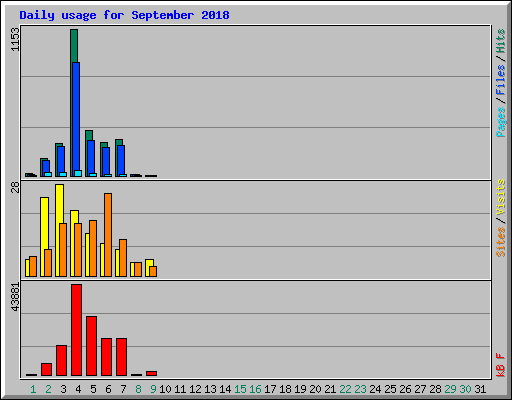 Daily usage for September 2018
1153
Pages / Files / Hits
28
Sites / Visits
43881
kB F
1 2 3 4 5 6 7 8 9 10 11 12 13 14 15 16 17 18 19 20 21 22 23 24 25 26 27 28 29 30 31